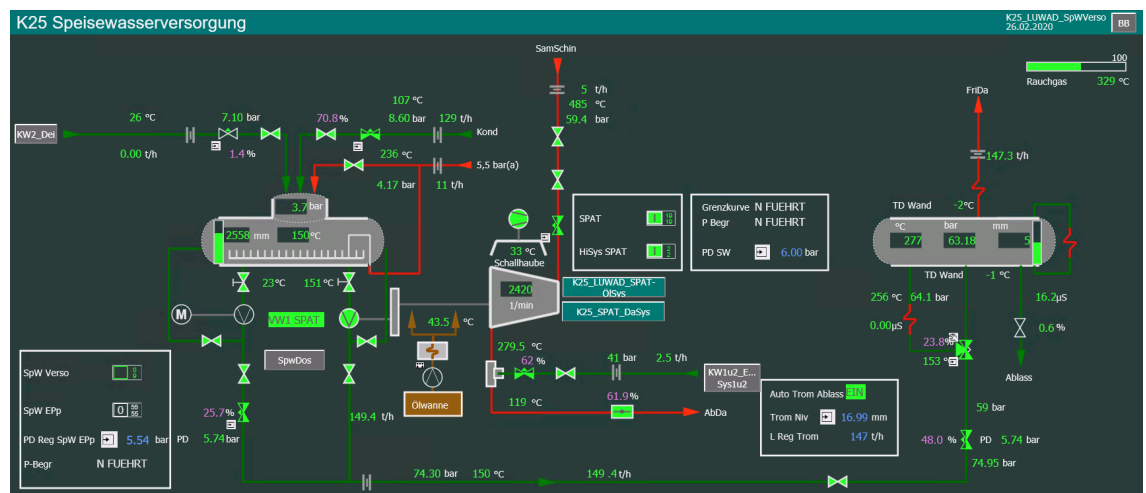 K25 Speisewasserversorgung
K25_LUWAD_SpWVerso
26.02.2020
BB
SamSchin
100
Rauchgas 329 °C
FriDa
5 t/h
485 °C
59.4 bar
107 °C
26 °C 7.10 bar 70.8% 8.60 bar 129 t/h
KW2_Dei
Kond
0.00 t/h 1.4 %
236 °C 5,5 bar(a)
4.17 bar 11 t/h
147.3 t/h
3.7 bar
2558 mm 150 °C
SPAT
HiSys SPAT
Grenzkurve N FUEHRT
P Begr N FUEHRT
PD SW 6.00 bar
TD Wand -2 °C
°C bar mm
277 63.18 5
TD Wand -1 °C
33 °C
Schallhaube
2420
1/min
K25_LUWAD_SPAT-
ÖlSys
K25_SPAT_DaSys
23 °C 151 °C
M
VW1 SPAT
43.5 °C
256 °C 64.1 bar
16.2µS
0.00µS
23.8%
0.6 %
153 °C
Ablass
279.5 °C
SpwDos
62 % 41 bar 2.5 t/h
KW1u2_E...
Sys1u2
Ölwanne
119 °C
61.9%
AbDa
SpW Verso
SpW EPp 0
PD Reg SpW EPp 5.54 bar
P-Begr N FUEHRT
25.7%
PD 5.74bar
149.4 t/h
Auto Trom Ablass EIN
Trom Niv 16.99 mm
L Reg Trom 147 t/h
59 bar
48.0 % PD 5.74 bar
74.95 bar
74.30 bar 150 °C 149 .4t/h